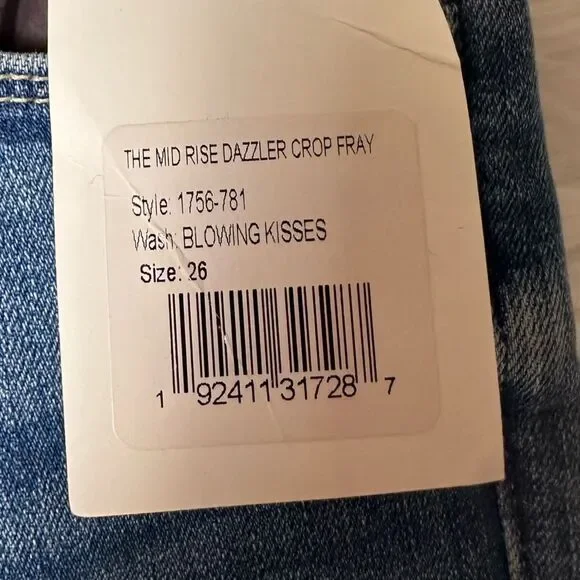 THE MID RISE DAZZLER CROP FRAY
Style: 1756-781
Wash: BLOWING KISSES
Size: 26
1 92411 31728 7